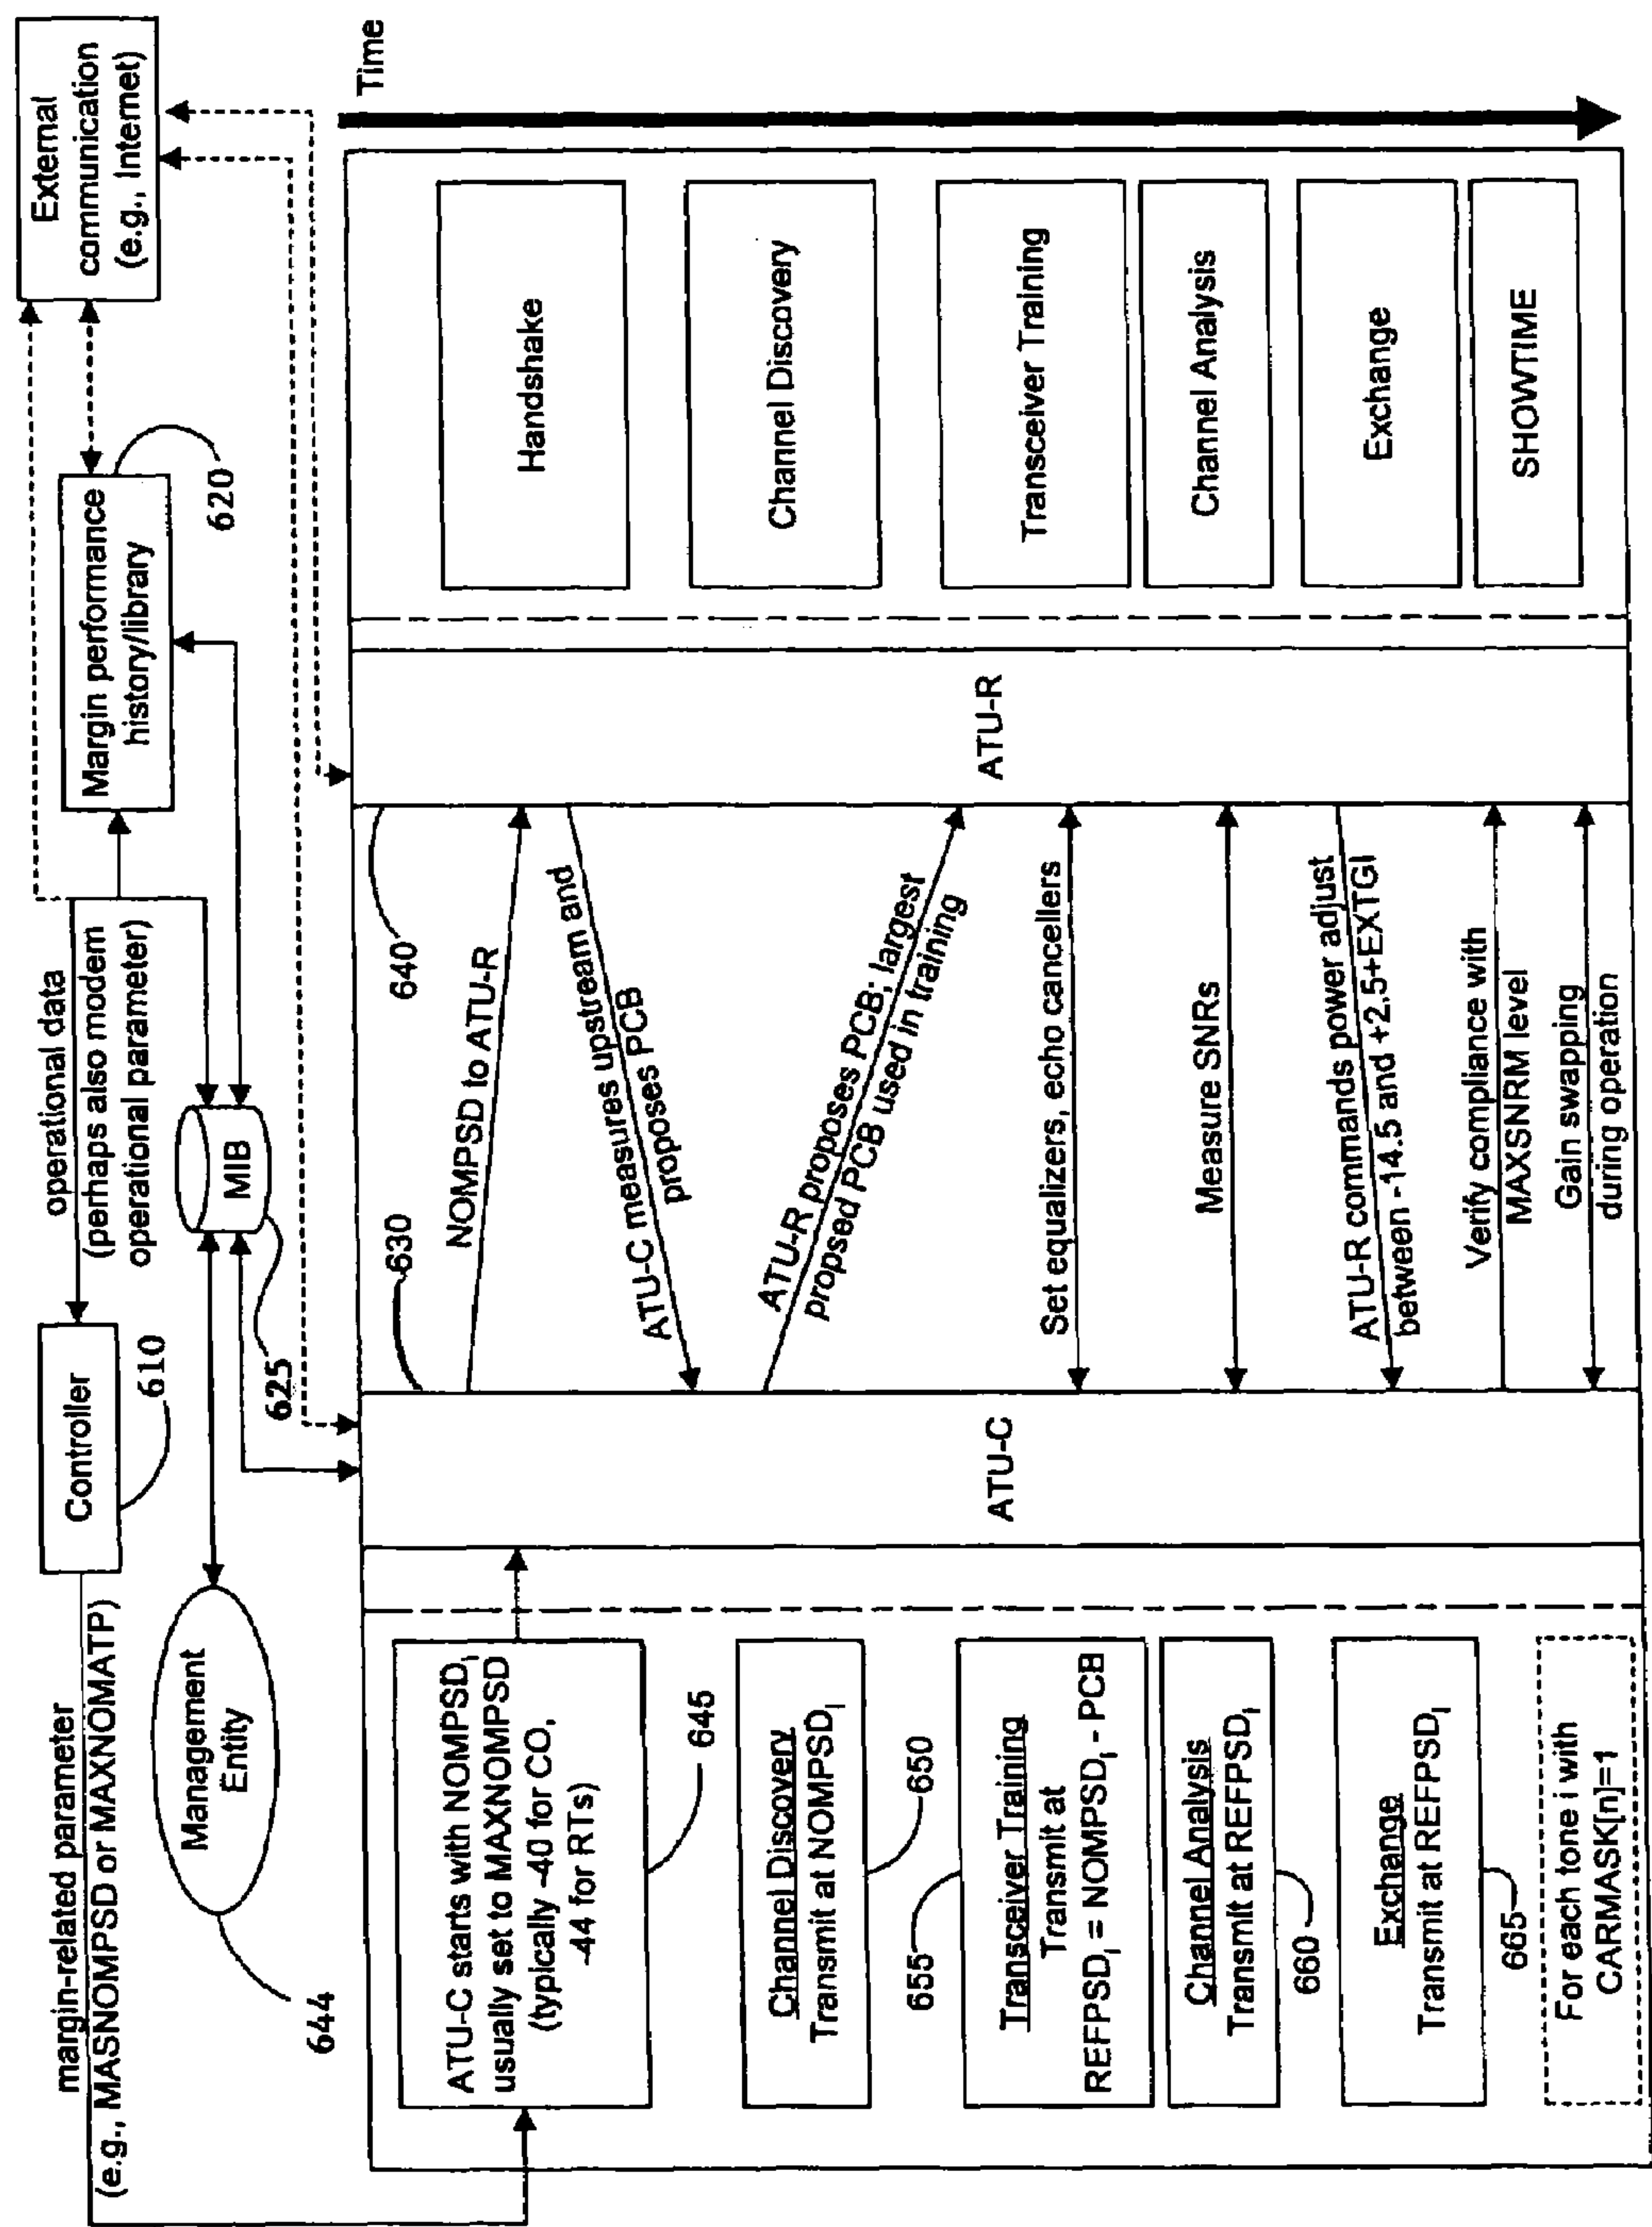 margin-related parameter
(e.g., MASNOMPSD or MAXNOMATP)
Controller
610
operational data
(perhaps also modem
operational parameter)
Margin performance
history/library
620
External
communication
(e.g., Internet)
Management
Entity
644
MIB
625
630
640
Time
ATU-C starts with NOMPSDi
usually set to MAXNOMPSD
(typically -40 for CO,
-44 for RTs)
645
Channel Discovery
Transmit at NOMPSDi
650
655
Transceiver Training
Transmit at
REFPSDi = NOMPSDi - PCB
Channel Analysis
Transmit at REFPSDi
660
Exchange
Transmit at REFPSDi
665
For each tone i with
CARMASK[n]=1
ATU-C
NOMPSD to ATU-R
ATU-C measures upstream and
proposes PCB
ATU-R proposes PCB; largest
propsed PCB used in training
Set equalizers, echo cancellers
Measure SNRs
ATU-R commands power adjust
between -14.5 and +2.5+EXTGI
Verify compliance with
MAXSNRM level
Gain swapping
during operation
ATU-R
Handshake
Channel Discovery
Transceiver Training
Channel Analysis
Exchange
SHOWTIME